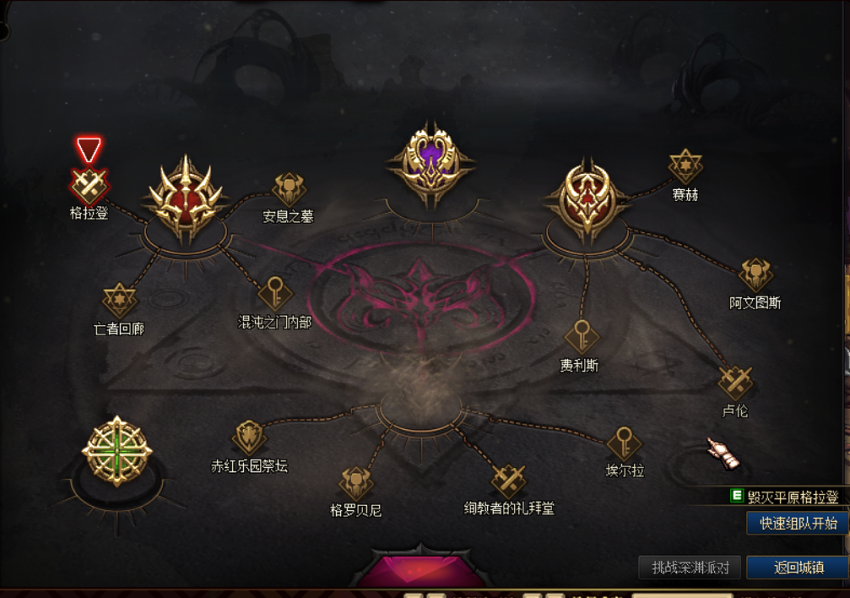 赛赫
格拉登
安息之墓
阿文图斯
混沌之门内部
亡者回廊
费利斯
卢伦
赤红乐园祭坛
埃尔拉
格罗贝尼
殉教者的礼拜堂
E 毁灭平原格拉登
快速组队开始
挑战深渊派对
返回城镇